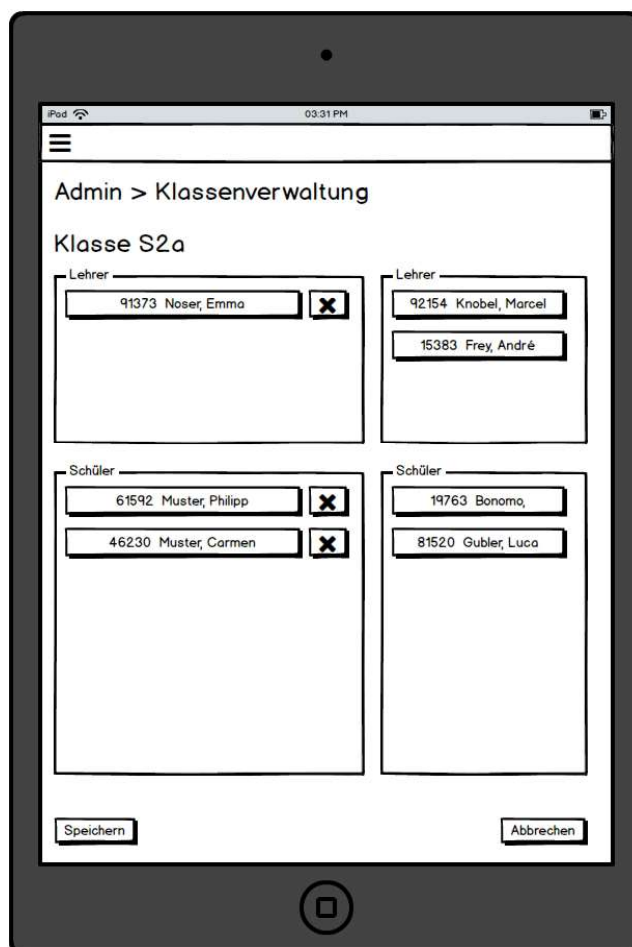 iPad 03:31 PM
Admin > Klassenverwaltung
Klasse S2a
Lehrer
91373 Noser, Emma
Lehrer
92154 Knobel, Marcel
15383 Frey, André
Schüler
61592 Muster, Philipp
46230 Muster, Carmen
Schüler
19763 Bonomo,
81520 Gubler, Luca
Speichern
Abbrechen